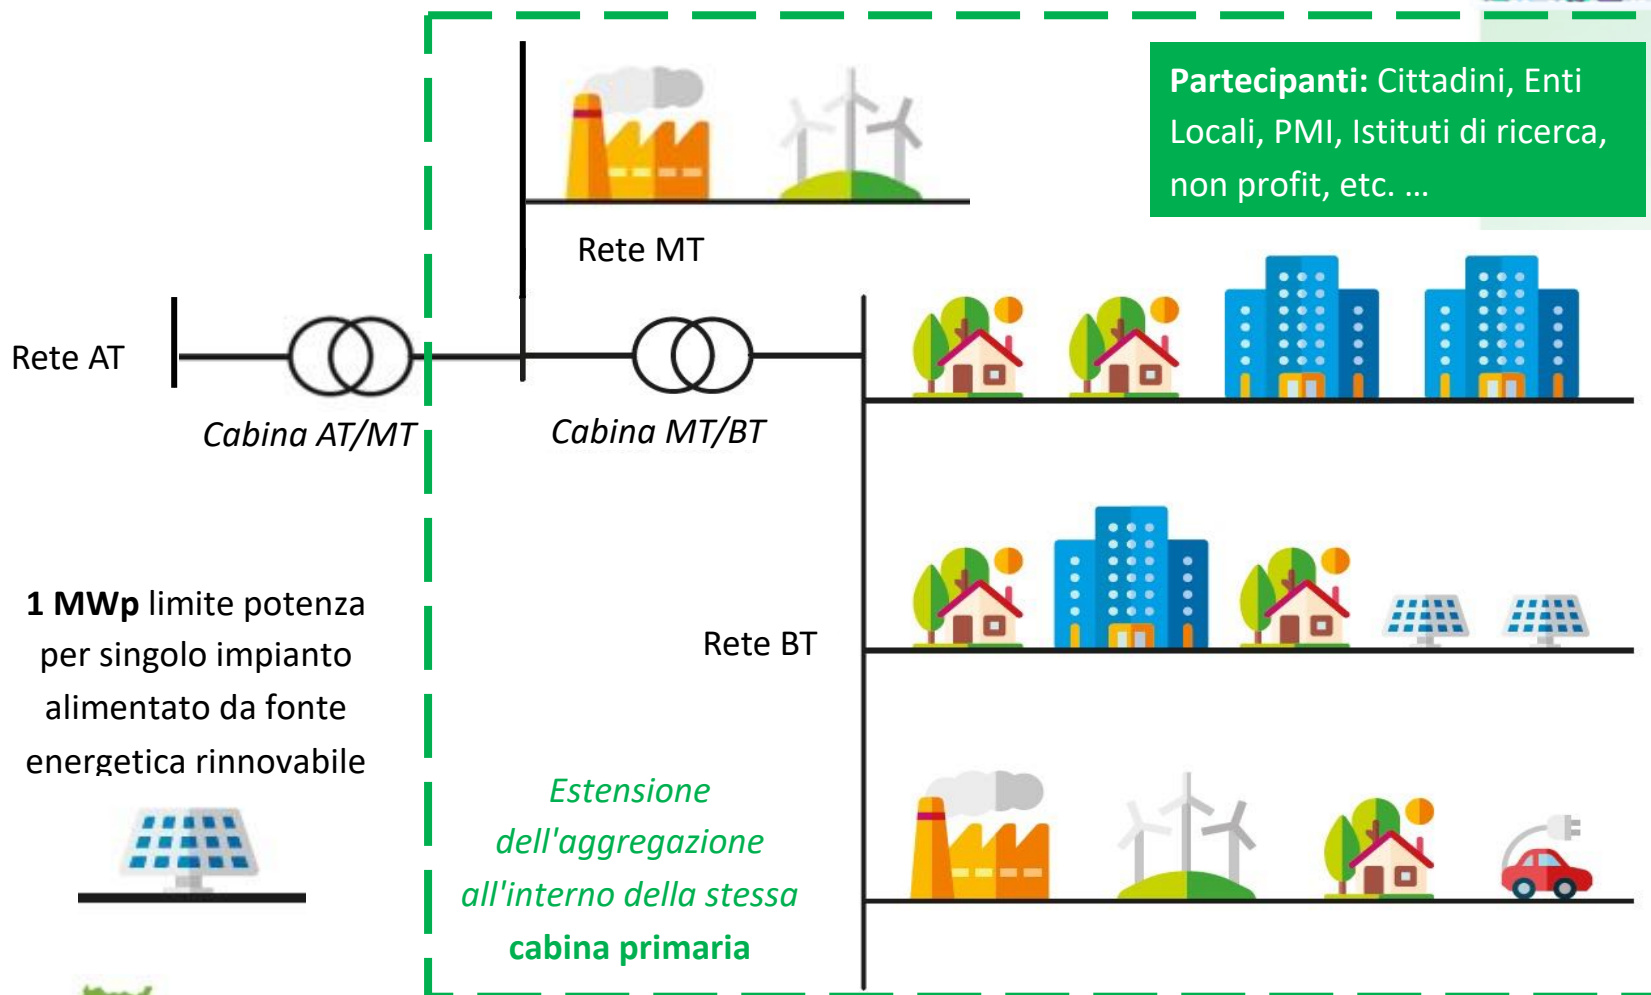 Partecipanti: Cittadini, Enti
Locali, PMI, Istituti di ricerca,
non profit, etc. ...
Rete MT
Rete AT
Cabina AT/MT
Cabina MT/BT
1 MWp limite potenza
per singolo impianto
alimentato da fonte
energetica rinnovabile
Rete BT
Estensione
dell'aggregazione
all'interno della stessa
cabina primaria